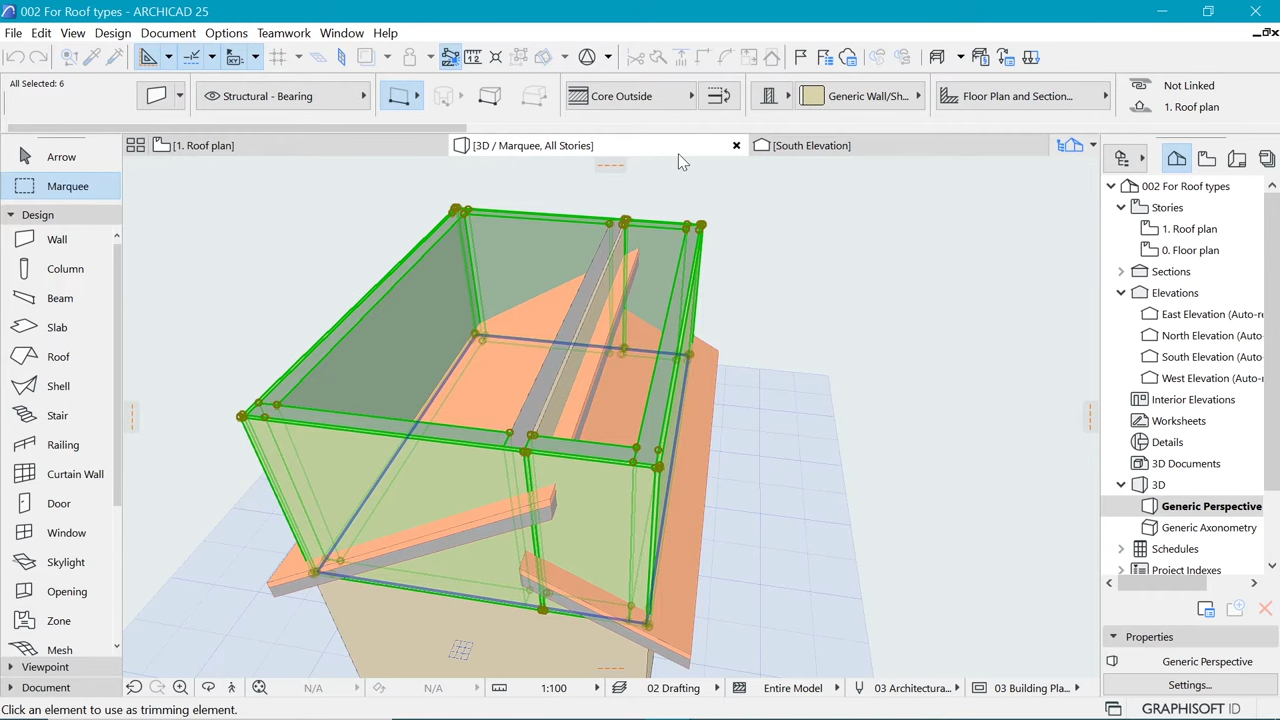 002 For Roof types - ARCHICAD 25
File Edit View Design Document Options Teamwork Window Help
All Selected: 6
Structural - Bearing
Core Outside
Generic Wall/Sh...
Floor Plan and Section...
Not Linked
1. Roof plan
[1. Roof plan]
[3D / Marquee, All Stories]
[South Elevation]
Arrow
Marquee
Design
Wall
Column
Beam
Slab
Roof
Shell
Stair
Railing
Curtain Wall
Door
Window
Skylight
Opening
Zone
Mesh
Viewpoint
Document
002 For Roof types
Stories
1. Roof plan
0. Floor plan
Sections
Elevations
East Elevation (Auto-re
North Elevation (Auto
South Elevation (Auto
West Elevation (Auto-
Interior Elevations
Worksheets
Details
3D Documents
3D
Generic Perspective
Generic Axonometry
Schedules
Project Indexes
Properties
Generic Perspective
Settings...
N/A
N/A
1:100
02 Drafting
Entire Model
03 Architectura...
03 Building Pla...
Click an element to use as trimming element.
GRAPHISOFT ID